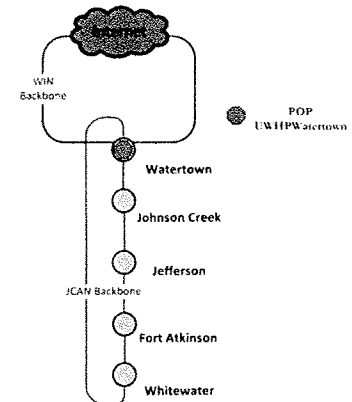 Internet
WIN
Backbone
POP
UWHPWatertown
Watertown
Johnson Creek
Jefferson
JCAN Backbone
Fort Atkinson
Whitewater